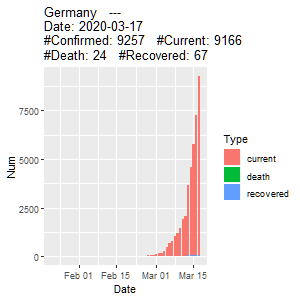 Germany ---
Date: 2020-03-17
#Confirmed: 9257 #Current: 9166
#Death: 24 #Recovered: 67
7500
5000
2500
0
Num
Feb 01 Feb 15 Mar 01 Mar 15
Date
Type
current
death
recovered